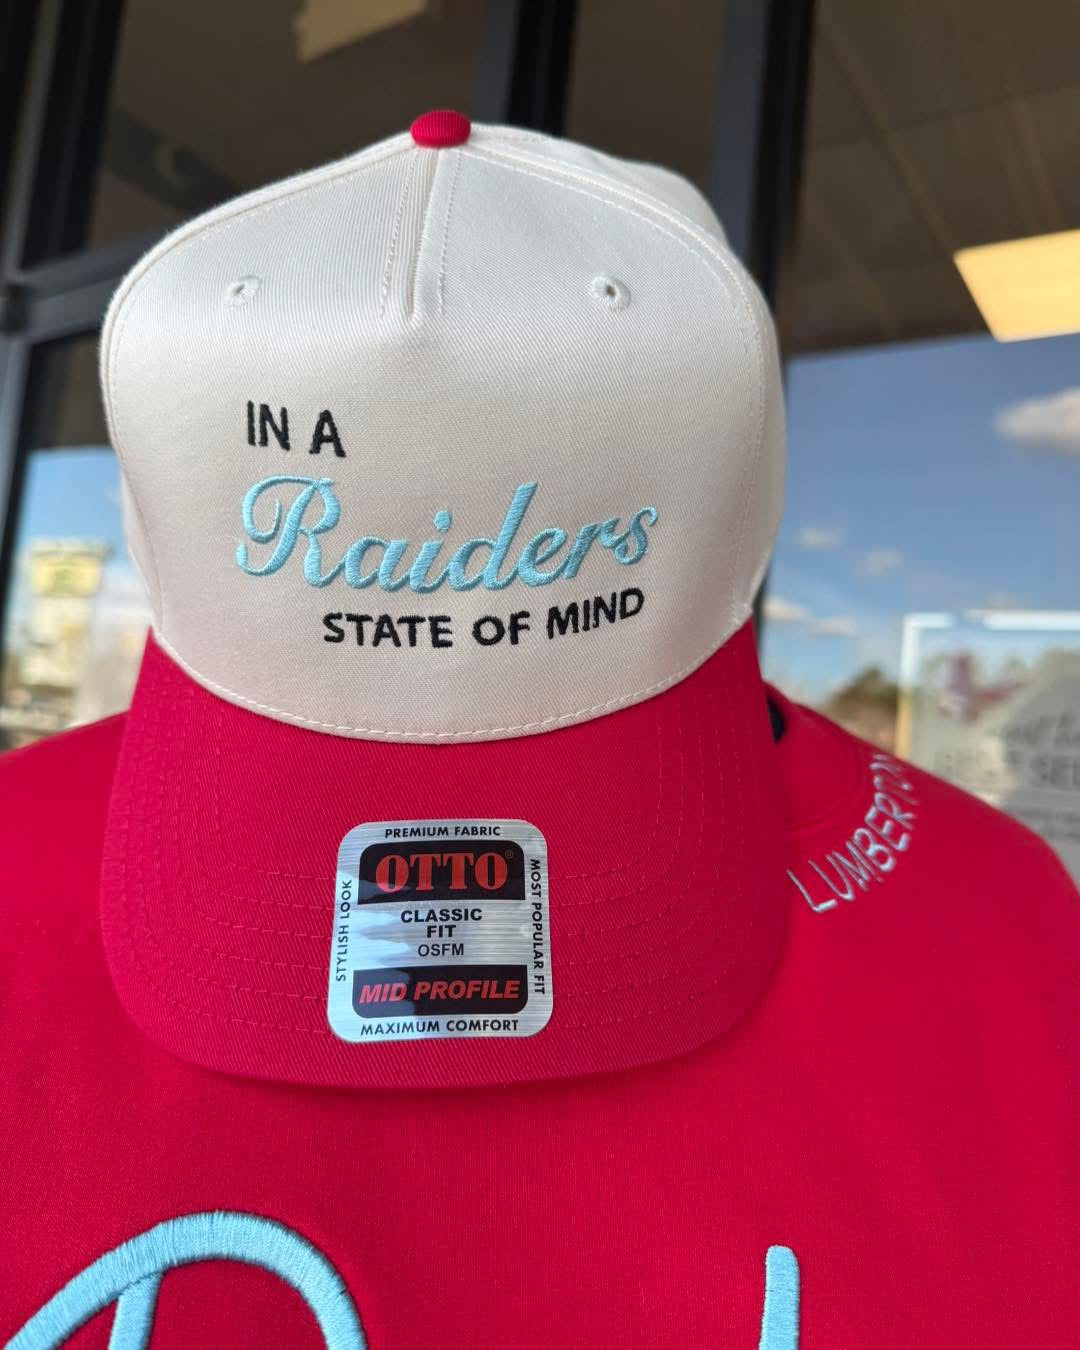 IN A
Raiders
STATE OF MIND
PREMIUM FABRIC
OTTO®
CLASSIC
FIT
OSFM
MID PROFILE
MAXIMUM COMFORT
STYLISH LOOK
MOST POPULAR FIT
LUMBERTON